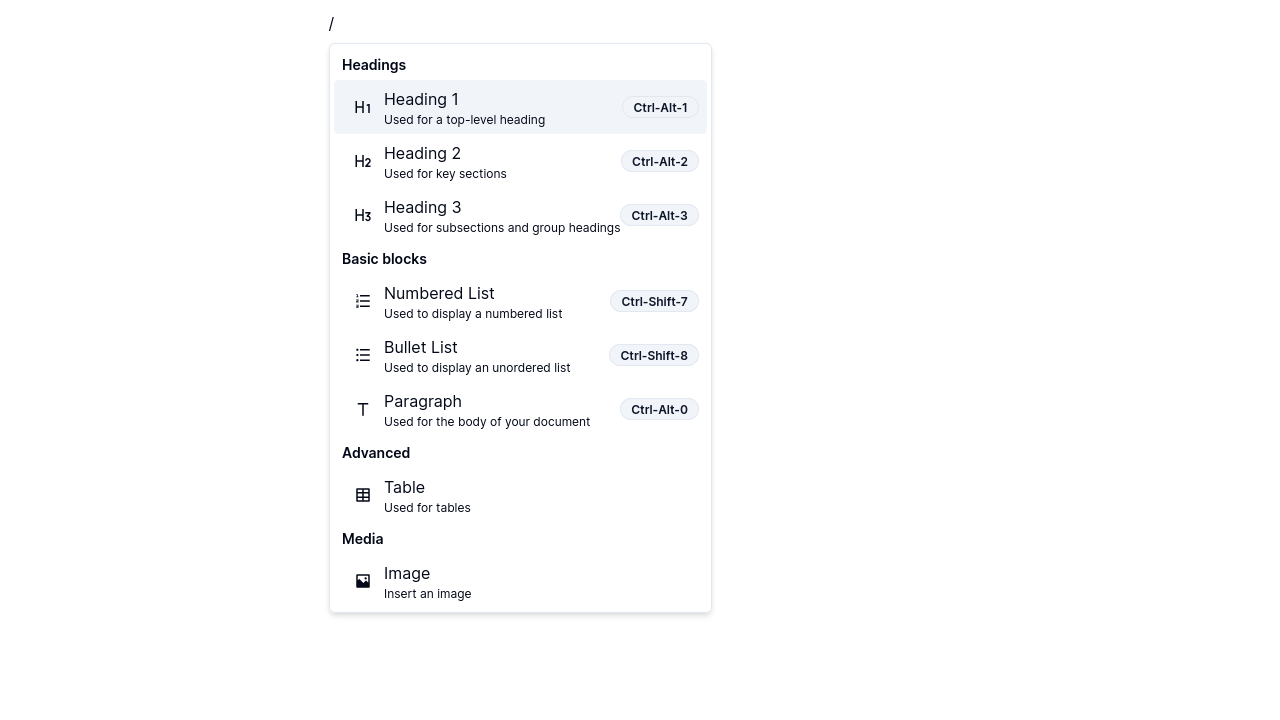 /
Headings
H1 Heading 1 Ctrl-Alt-1
Used for a top-level heading
H2 Heading 2 Ctrl-Alt-2
Used for key sections
H3 Heading 3 Ctrl-Alt-3
Used for subsections and group headings
Basic blocks
Numbered List Ctrl-Shift-7
Used to display a numbered list
Bullet List Ctrl-Shift-8
Used to display an unordered list
T Paragraph Ctrl-Alt-0
Used for the body of your document
Advanced
Table
Used for tables
Media
Image
Insert an image